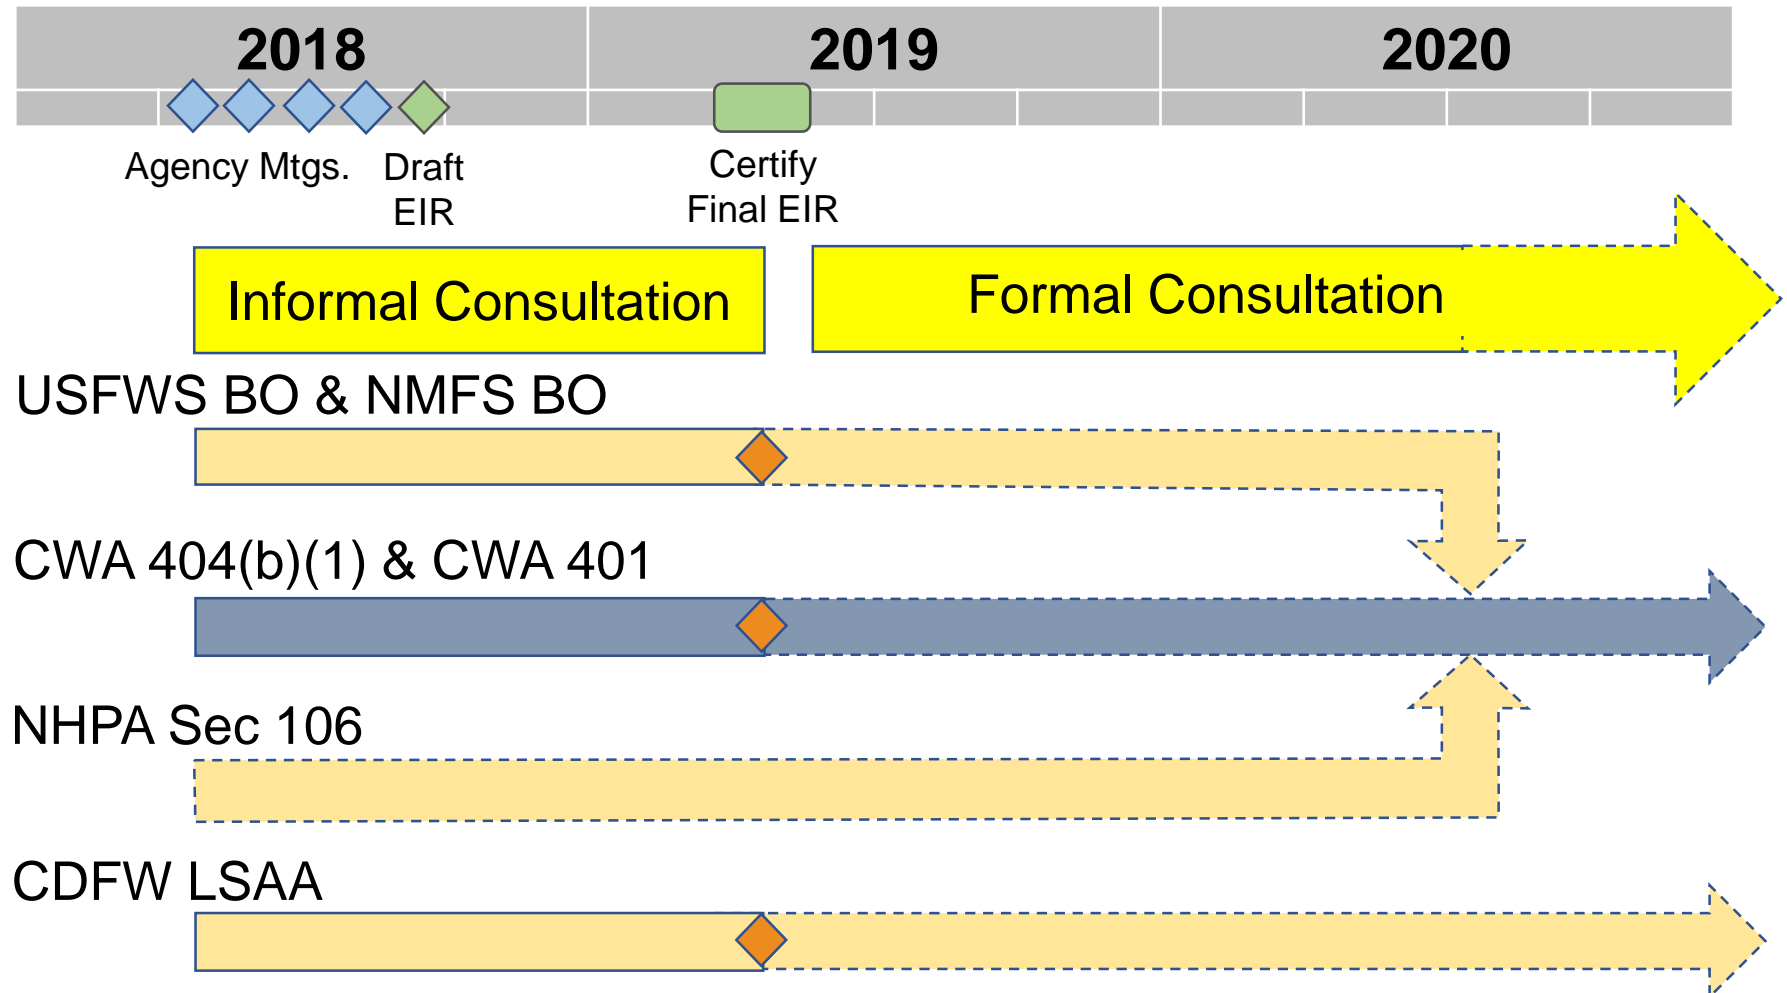 2018 2019 2020
Agency Mtgs.
Draft
EIR
Certify
Final EIR
Informal Consultation
Formal Consultation
USFWS BO & NMFS BO
CWA 404(b)(1) & CWA 401
NHPA Sec 106
CDFW LSAA